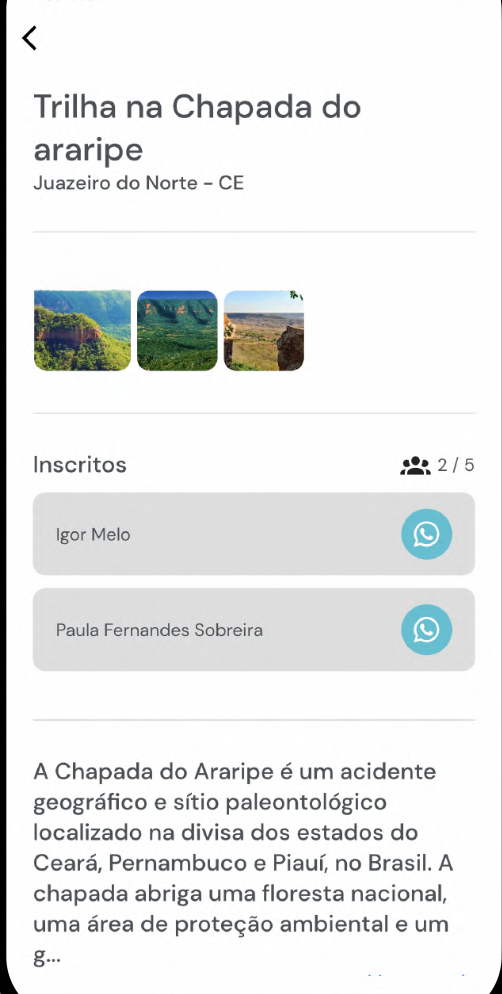 Trilha na Chapada do
araripe
Juazeiro do Norte - CE
Inscritos
2 / 5
Igor Melo
Paula Fernandes Sobreira
A Chapada do Araripe é um acidente
geográfico e sítio paleontológico
localizado na divisa dos estados do
Ceará, Pernambuco e Piauí, no Brasil. A
chapada abriga uma floresta nacional,
uma área de proteção ambiental e um
g...